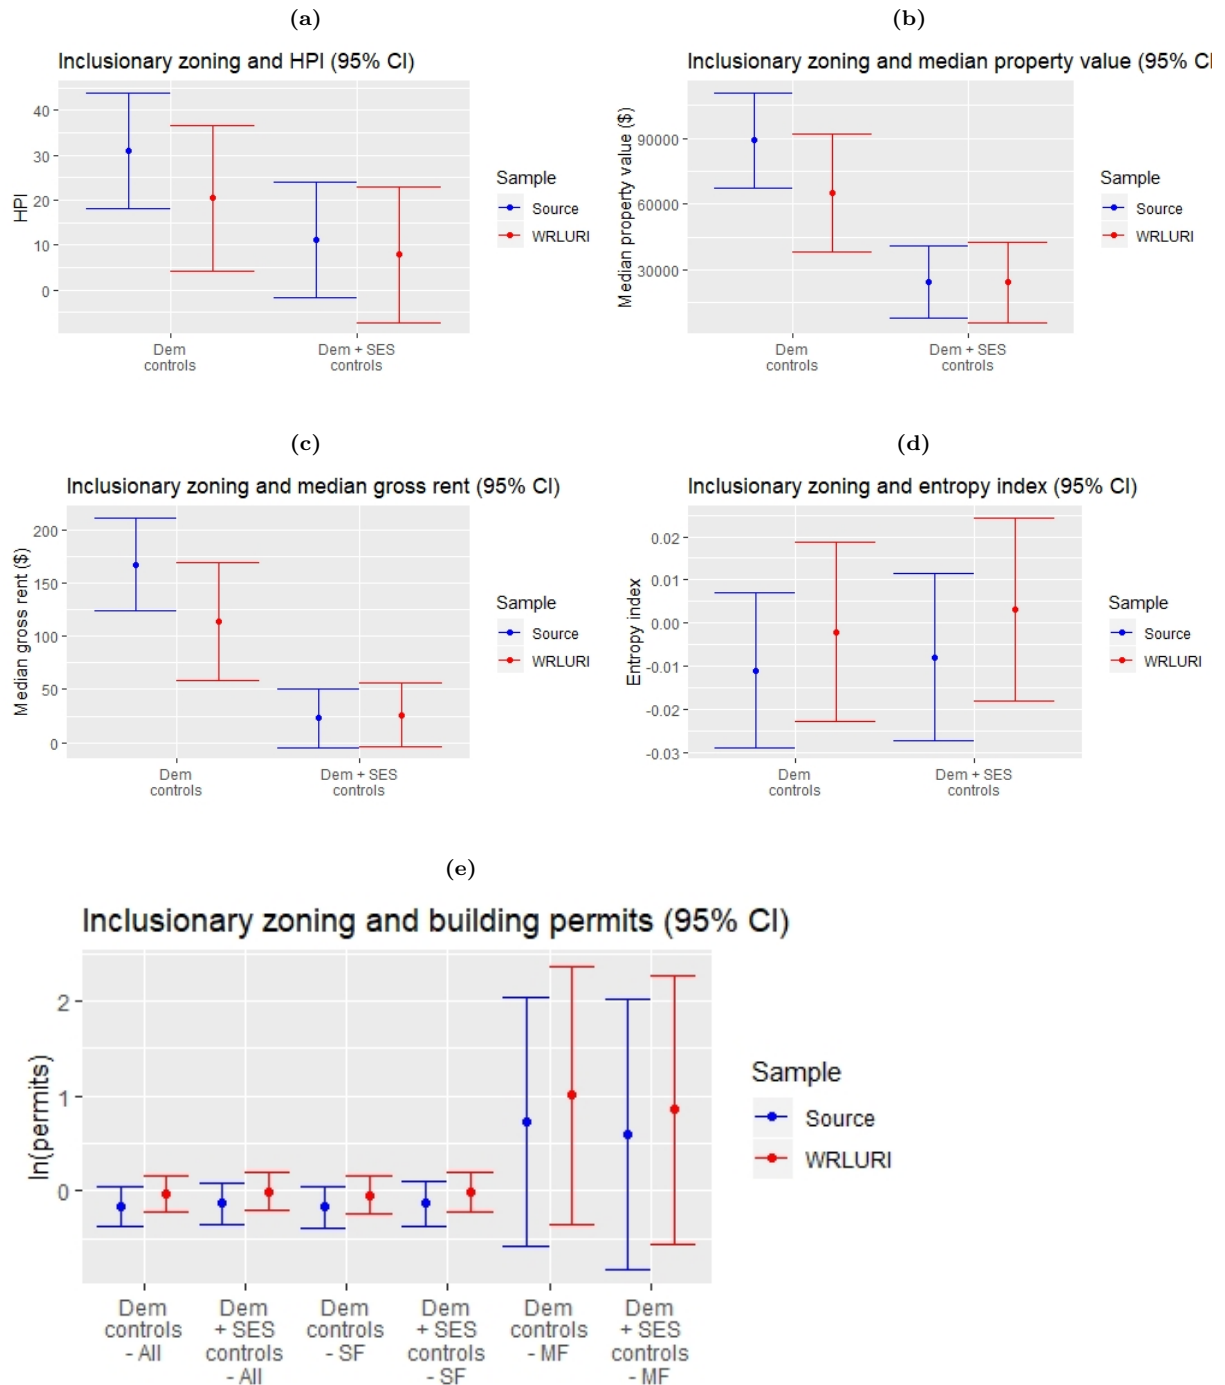 (a)
Inclusionary zoning and HPI (95% CI)
HPI
40
30
20
10
0
Dem
controls
Dem + SES
controls
Sample
Source
WRLURI
(b)
Inclusionary zoning and median property value (95% CI
Median property value ($)
90000
60000
30000
Dem
controls
Dem + SES
controls
Sample
Source
WRLURI
(c)
Inclusionary zoning and median gross rent (95% CI)
Median gross rent ($)
200
150
100
50
0
Dem
controls
Dem + SES
controls
Sample
Source
WRLURI
(d)
Inclusionary zoning and entropy index (95% CI)
Entropy index
0.02
0.01
0.00
-0.01
-0.02
-0.03
Dem
controls
Dem + SES
controls
Sample
Source
WRLURI
(e)
Inclusionary zoning and building permits (95% CI)
ln(permits)
2
1
0
Dem
controls
- All
Dem
+ SES
controls
- All
Dem
controls
- SF
Dem
+ SES
controls
- SF
Dem
controls
- MF
Dem
+ SES
controls
- MF
Sample
Source
WRLURI